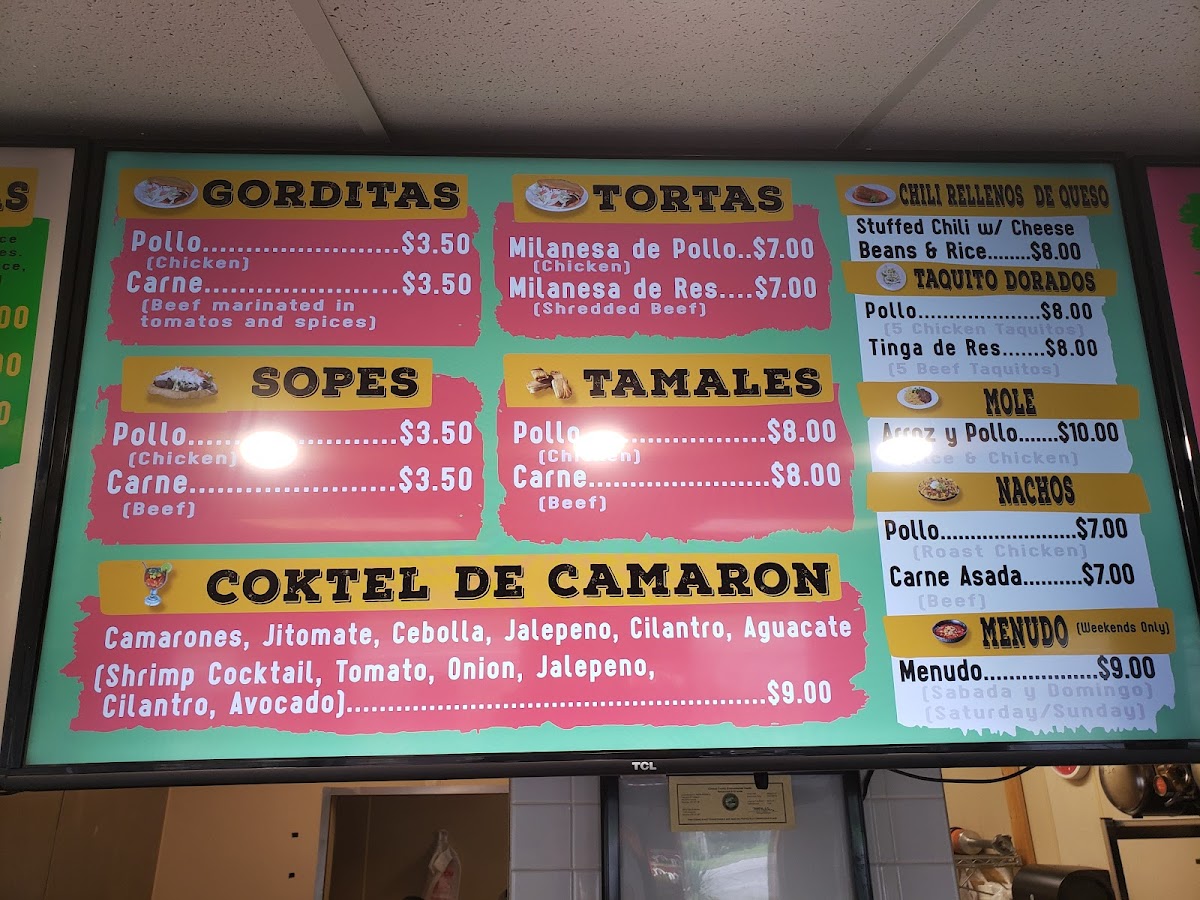 GORDITAS
Pollo......................$3.50
(Chicken)
Carne......................$3.50
(Beef marinated in
tomatos and spices)
SOPES
Pollo......................$3.50
(Chicken)
Carne......................$3.50
(Beef)
TORTAS
Milanesa de Pollo..$7.00
(Chicken)
Milanesa de Res....$7.00
(Shredded Beef)
TAMALES
Pollo....................$8.00
(Chicken)
Carne....................$8.00
(Beef)
COKTEL DE CAMARON
Camarones, Jitomate, Cebolla, Jalepeno, Cilantro, Aguacate
(Shrimp Cocktail, Tomato, Onion, Jalepeno,
Cilantro, Avocado)..................................................$9.00
CHILI RELLENOS DE QUESO
Stuffed Chili w/ Cheese
Beans & Rice........$8.00
TAQUITO DORADOS
Pollo..................$8.00
(5 Chicken Taquitos)
Tinga de Res.......$8.00
(5 Beef Taquitos)
MOLE
Arroz y Pollo.......$10.00
(Rice & Chicken)
NACHOS
Pollo.......................$7.00
(Roast Chicken)
Carne Asada..........$7.00
(Beef)
MENUDO (Weekends Only)
Menudo..................$9.00
(Sabada y Domingo)
(Saturday/Sunday)
TCL